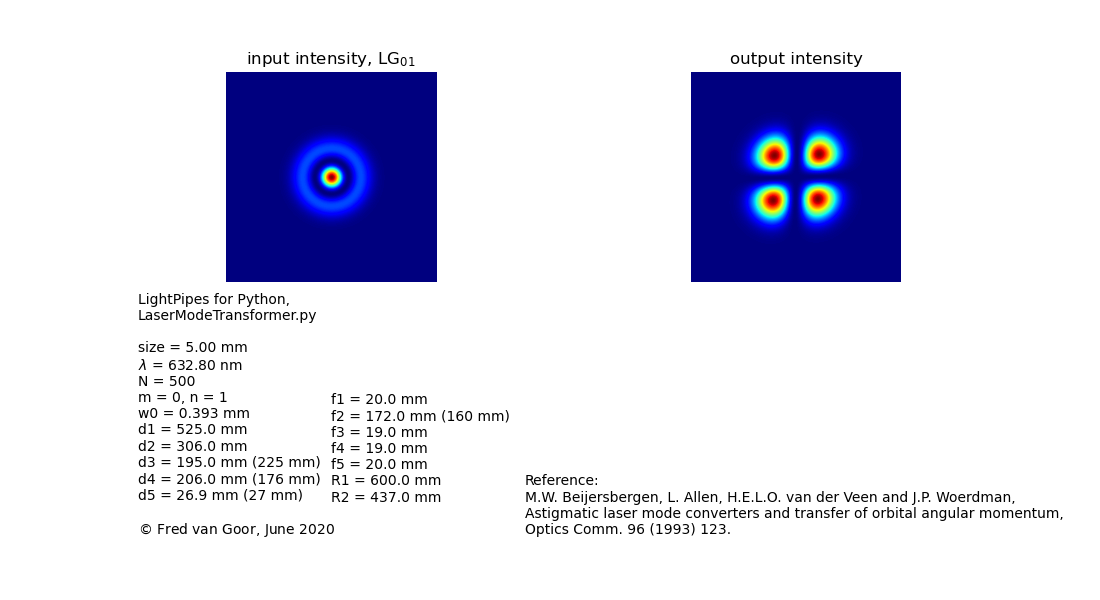 input intensity, LG₀₁
output intensity
LightPipes for Python,
LaserModeTransformer.py
size = 5.00 mm
λ = 632.80 nm
N = 500
m = 0, n = 1
w0 = 0.393 mm
d1 = 525.0 mm
d2 = 306.0 mm
d3 = 195.0 mm (225 mm)
d4 = 206.0 mm (176 mm)
d5 = 26.9 mm (27 mm)
© Fred van Goor, June 2020
f1 = 20.0 mm
f2 = 172.0 mm (160 mm)
f3 = 19.0 mm
f4 = 19.0 mm
f5 = 20.0 mm
R1 = 600.0 mm
R2 = 437.0 mm
Reference:
M.W. Beijersbergen, L. Allen, H.E.L.O. van der Veen and J.P. Woerdman,
Astigmatic laser mode converters and transfer of orbital angular momentum,
Optics Comm. 96 (1993) 123.